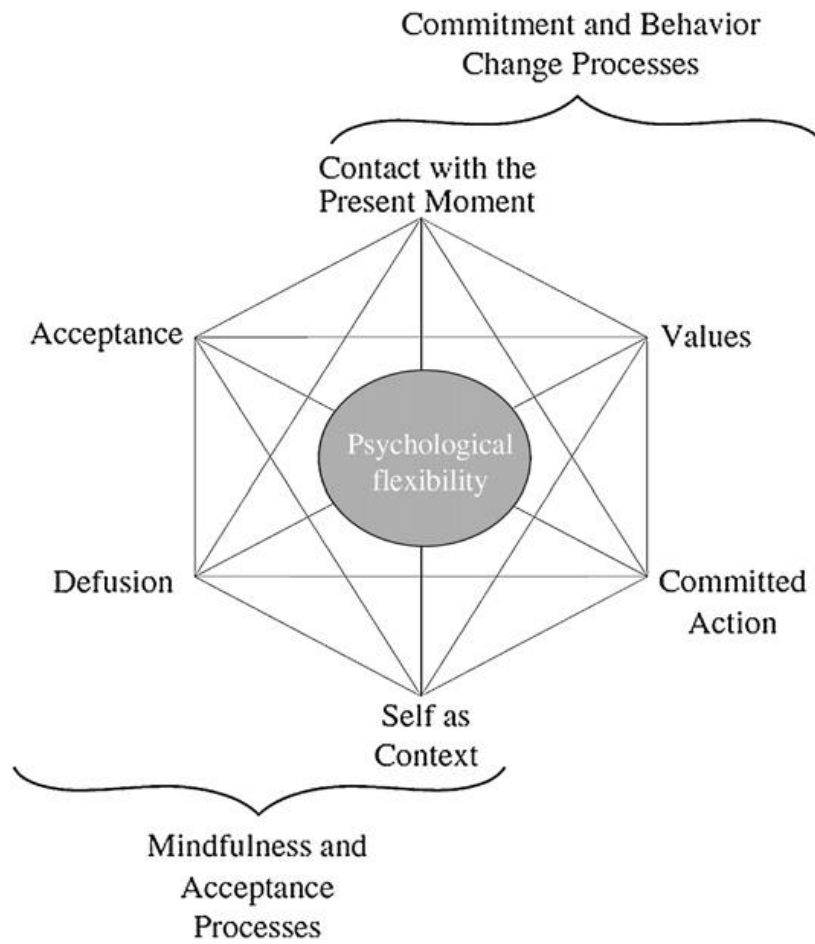 Commitment and Behavior
Change Processes
Contact with the
Present Moment
Acceptance
Values
Psychological
flexibility
Defusion
Committed
Action
Self as
Context
Mindfulness and
Acceptance
Processes